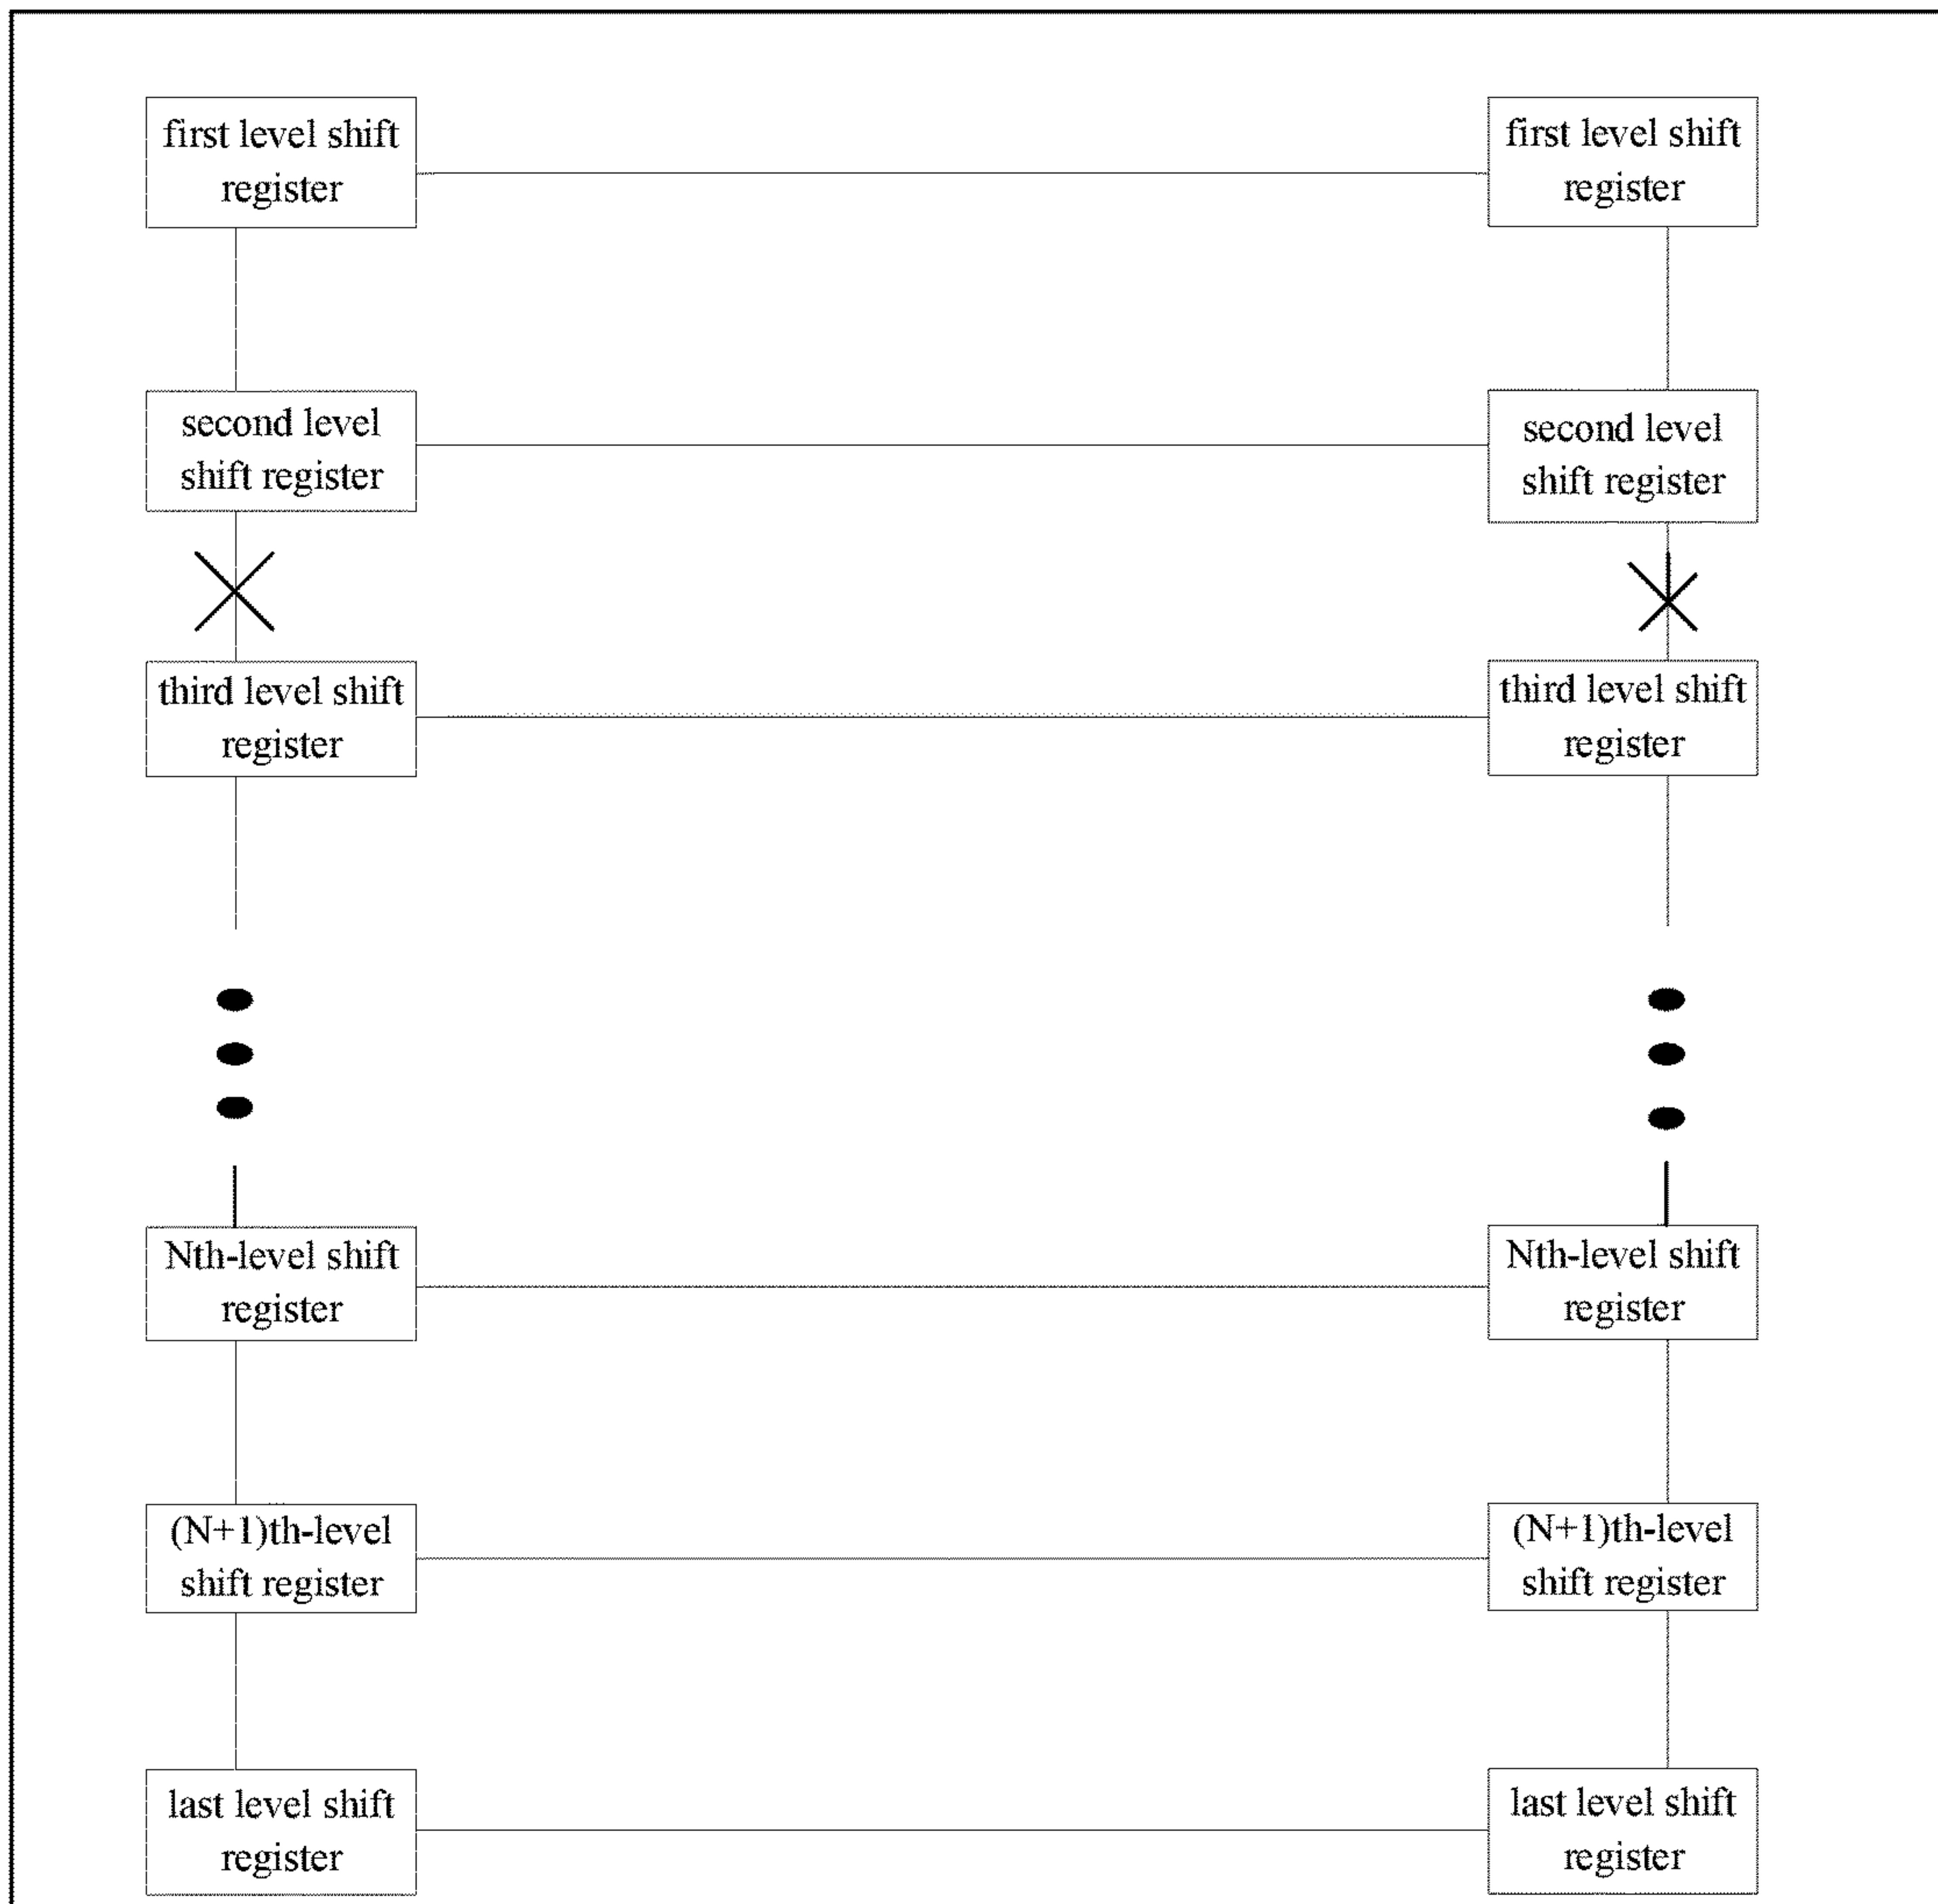 first level shift
register
first level shift
register
second level
shift register
second level
shift register
third level shift
register
third level shift
register
Nth-level shift
register
Nth-level shift
register
(N+1)th-level
shift register
(N+1)th-level
shift register
last level shift
register
last level shift
register